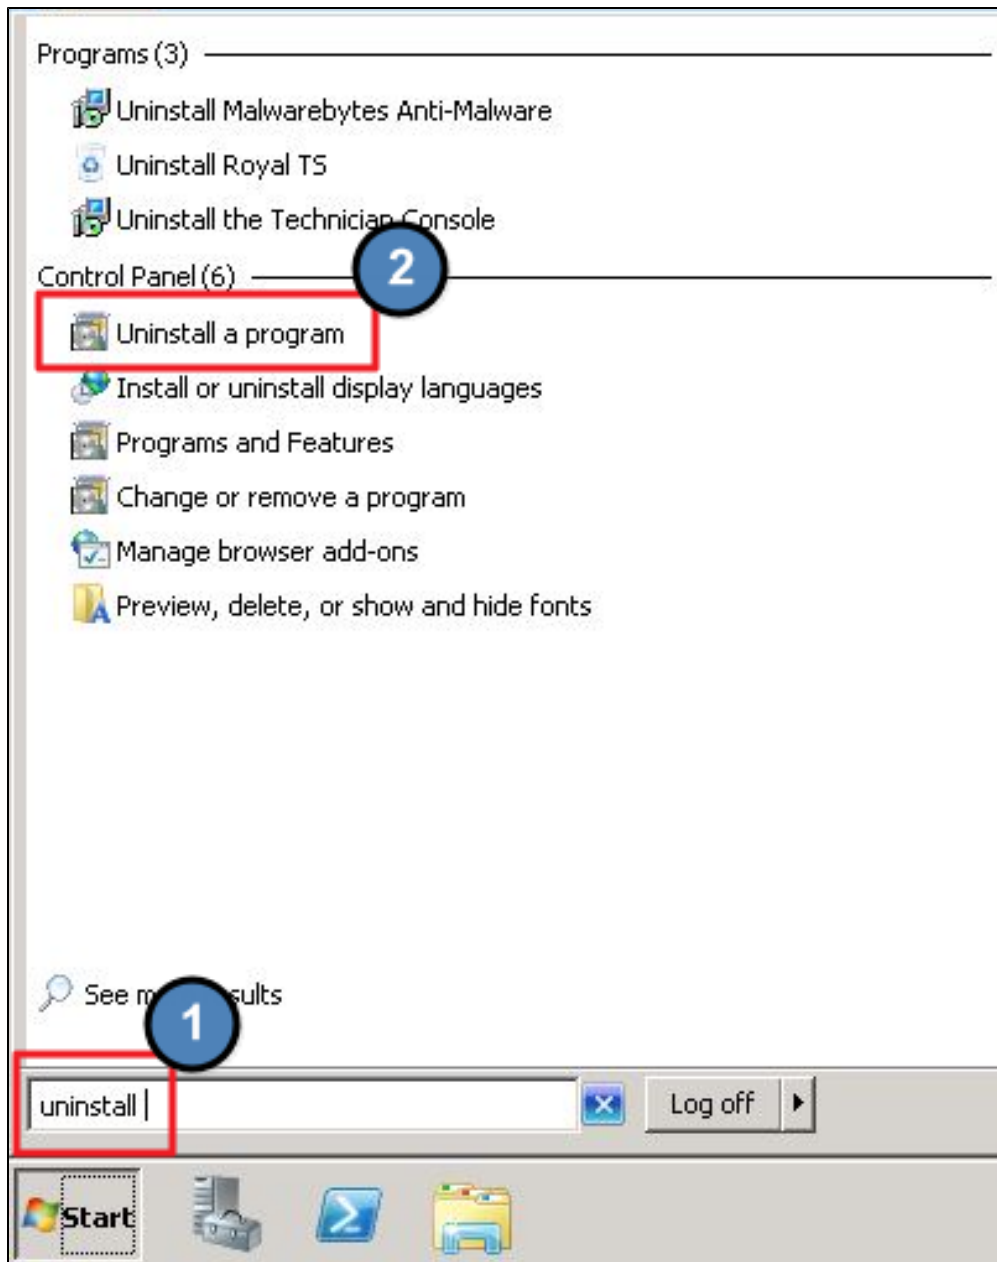 Programs (3)
Uninstall Malwarebytes Anti-Malware
Uninstall Royal TS
Uninstall the Technician Console
Control Panel (6)
2
Uninstall a program
Install or uninstall display languages
Programs and Features
Change or remove a program
Manage browser add-ons
Preview, delete, or show and hide fonts
See
1
uninstall
Log off
Start